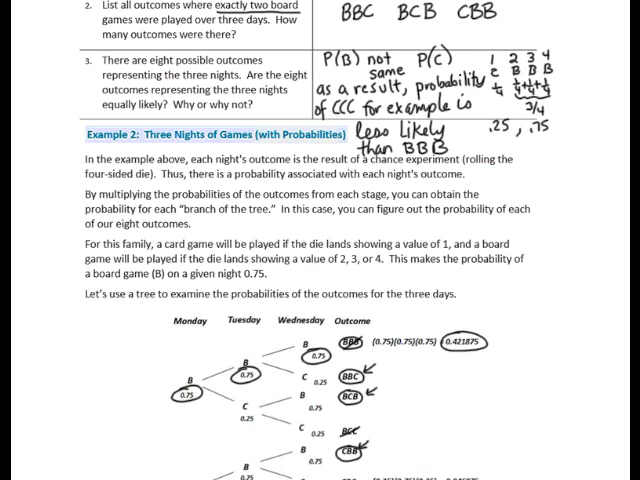 2. List all outcomes where exactly two board
games were played over three days. How
many outcomes were there?
BBC BCB CBB
3. There are eight possible outcomes
representing the three nights. Are the eight
outcomes representing the three nights
equally likely? Why or why not?
P(B) not P(C)
same
as a result, probability
of CCC for example is
less likely
than BBB
1 2 3 4
C B B B
1/4 1/4+1/4+1/4
3/4
.25, .75
Example 2: Three Nights of Games (with Probabilities)
In the example above, each night's outcome is the result of a chance experiment (rolling the
four-sided die). Thus, there is a probability associated with each night's outcome.
By multiplying the probabilities of the outcomes from each stage, you can obtain the
probability for each "branch of the tree." In this case, you can figure out the probability of each
of our eight outcomes.
For this family, a card game will be played if the die lands showing a value of 1, and a board
game will be played if the die lands showing a value of 2, 3, or 4. This makes the probability of
a board game (B) on a given night 0.75.
Let's use a tree to examine the probabilities of the outcomes for the three days.
Monday Tuesday Wednesday Outcome
B BBB (0.75)(0.75)(0.75) = 0.421875
0.75
B
0.75
C 0.25 BBC
B
0.75
B BCB
0.75
C
0.25
C 0.25 BCC
B CBB
0.75
B
0.75